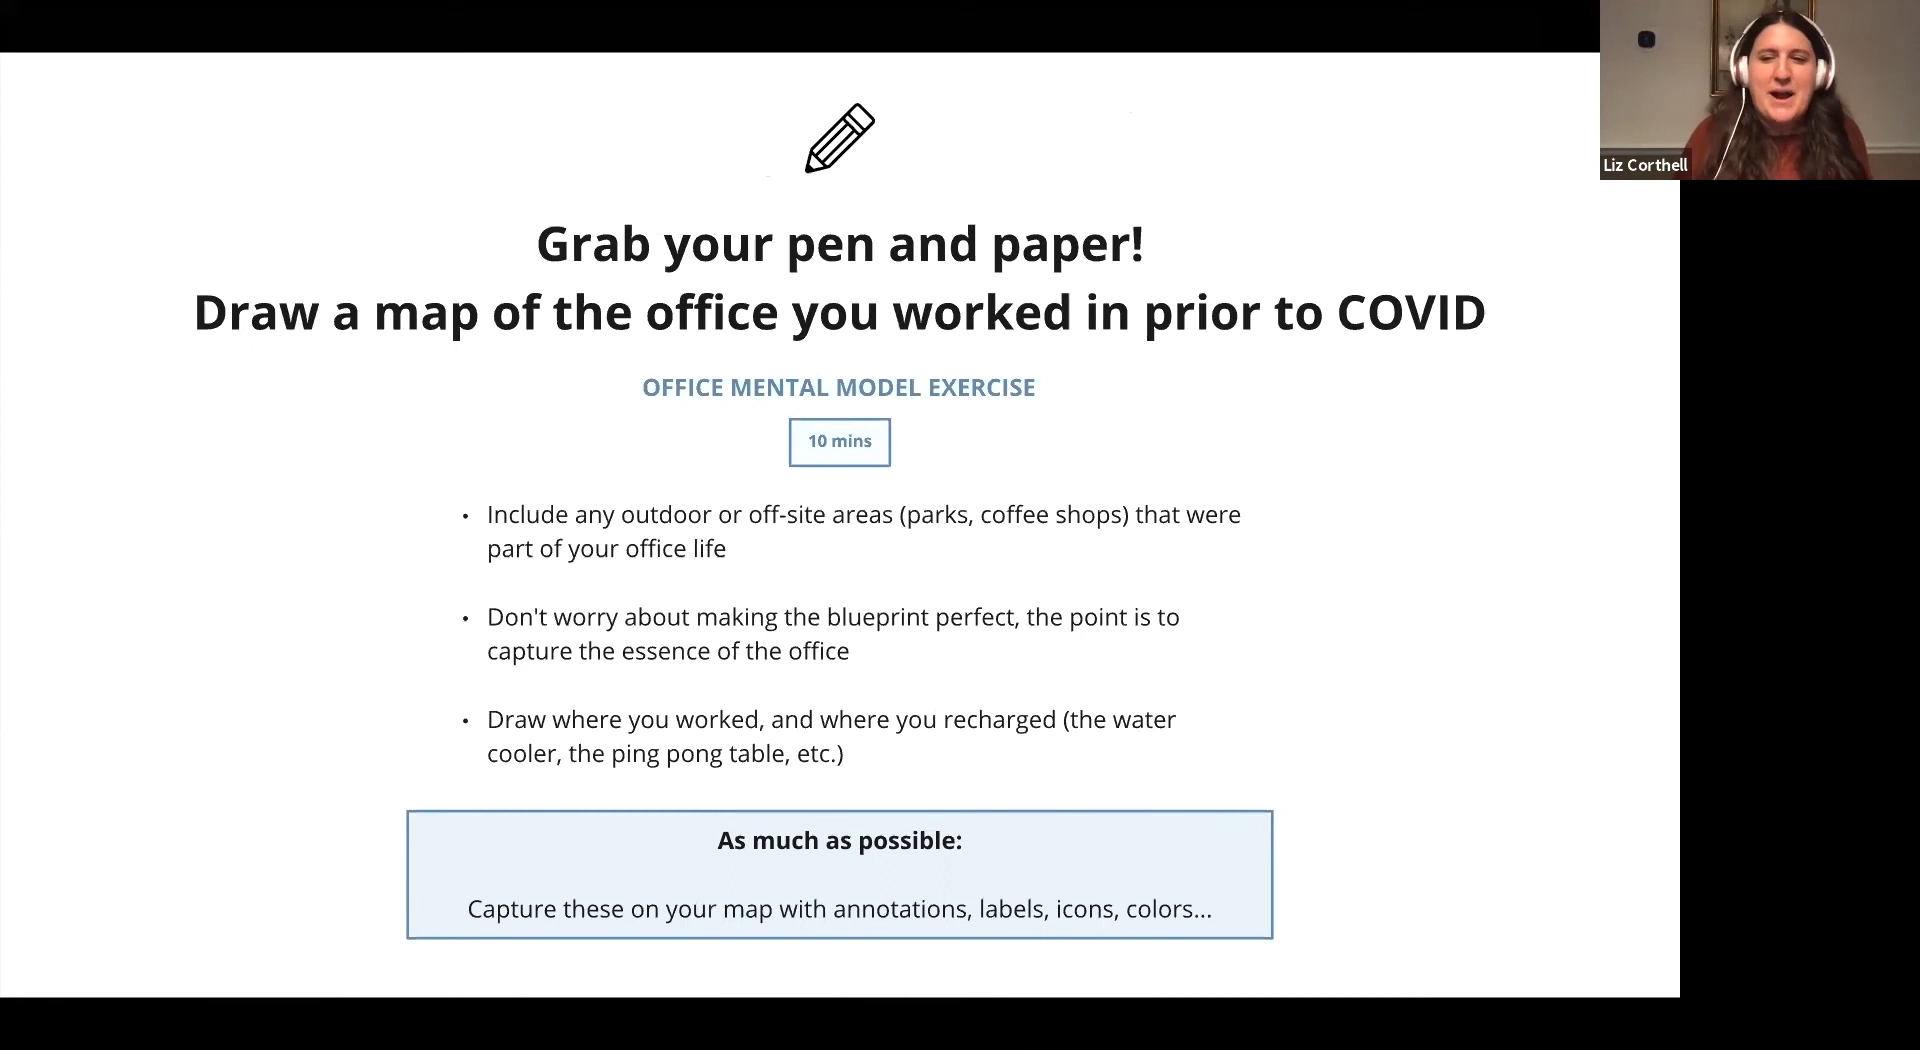 Grab your pen and paper!
Draw a map of the office you worked in prior to COVID
OFFICE MENTAL MODEL EXERCISE
10 mins
• Include any outdoor or off-site areas (parks, coffee shops) that were
part of your office life
• Don't worry about making the blueprint perfect, the point is to
capture the essence of the office
• Draw where you worked, and where you recharged (the water
cooler, the ping pong table, etc.)
As much as possible:
Capture these on your map with annotations, labels, icons, colors...
Liz Corthell